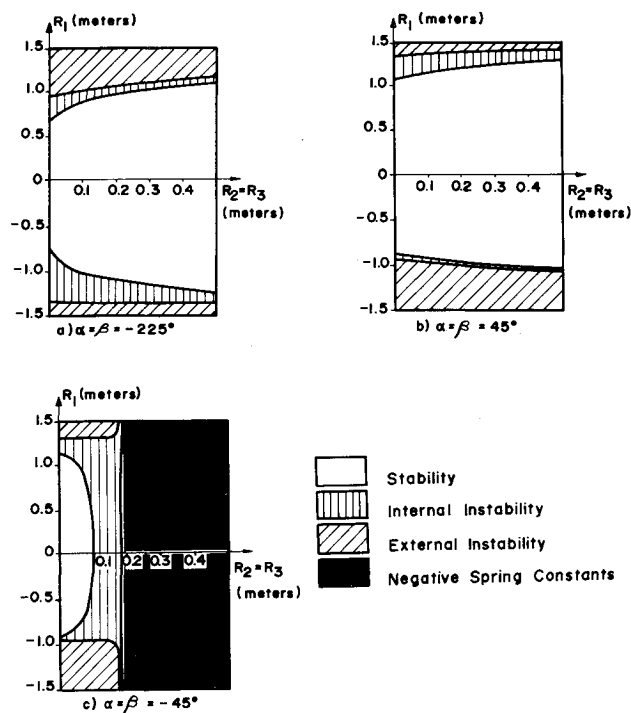 R₁ (meters)
1.5
1.0
0.5
0
-0.5
-1.0
-1.5
0.1 0.2 0.3 0.4
R₂=R₃
(meters)
a) α=β = -225°
R₁ (meters)
1.5
1.0
0.5
0
-0.5
-1.0
-1.5
0.1 0.2 0.3 0.4
R₂=R₃
(meters)
b) α=β = 45°
R₁ (meters)
1.5
1.0
0.5
0
-0.5
-1.0
-1.5
0.1 0.2 0.3 0.4
R₂=R₃
(meters)
c) α=β = -45°
Stability
Internal Instability
External Instability
Negative Spring Constants